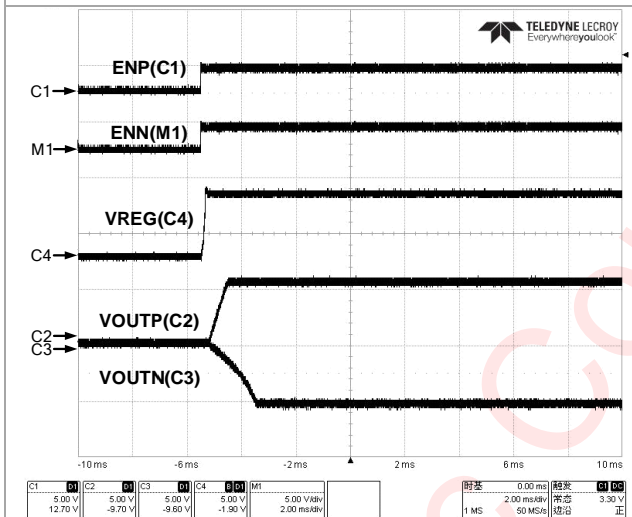 TELEDYNE LECROY
Everywhereyoulook
ENP(C1)
C1
ENN(M1)
M1
VREG(C4)
C4
VOUTP(C2)
C2
C3
VOUTN(C3)
-10 ms -6 ms -2 ms 2 ms 6 ms 10 ms
C1 D1 C2 D1 C3 D1 C4 B D1 M1 时基 0.00 ms 触发 C1 DC
5.00 V 5.00 V 5.00 V 5.00 V 5.00 V/div 2.00 ms/div 常态 3.30 V
12.70 V -9.70 V -9.60 V -1.90 V 2.00 ms/div 1 MS 50 MS/s 边沿 正